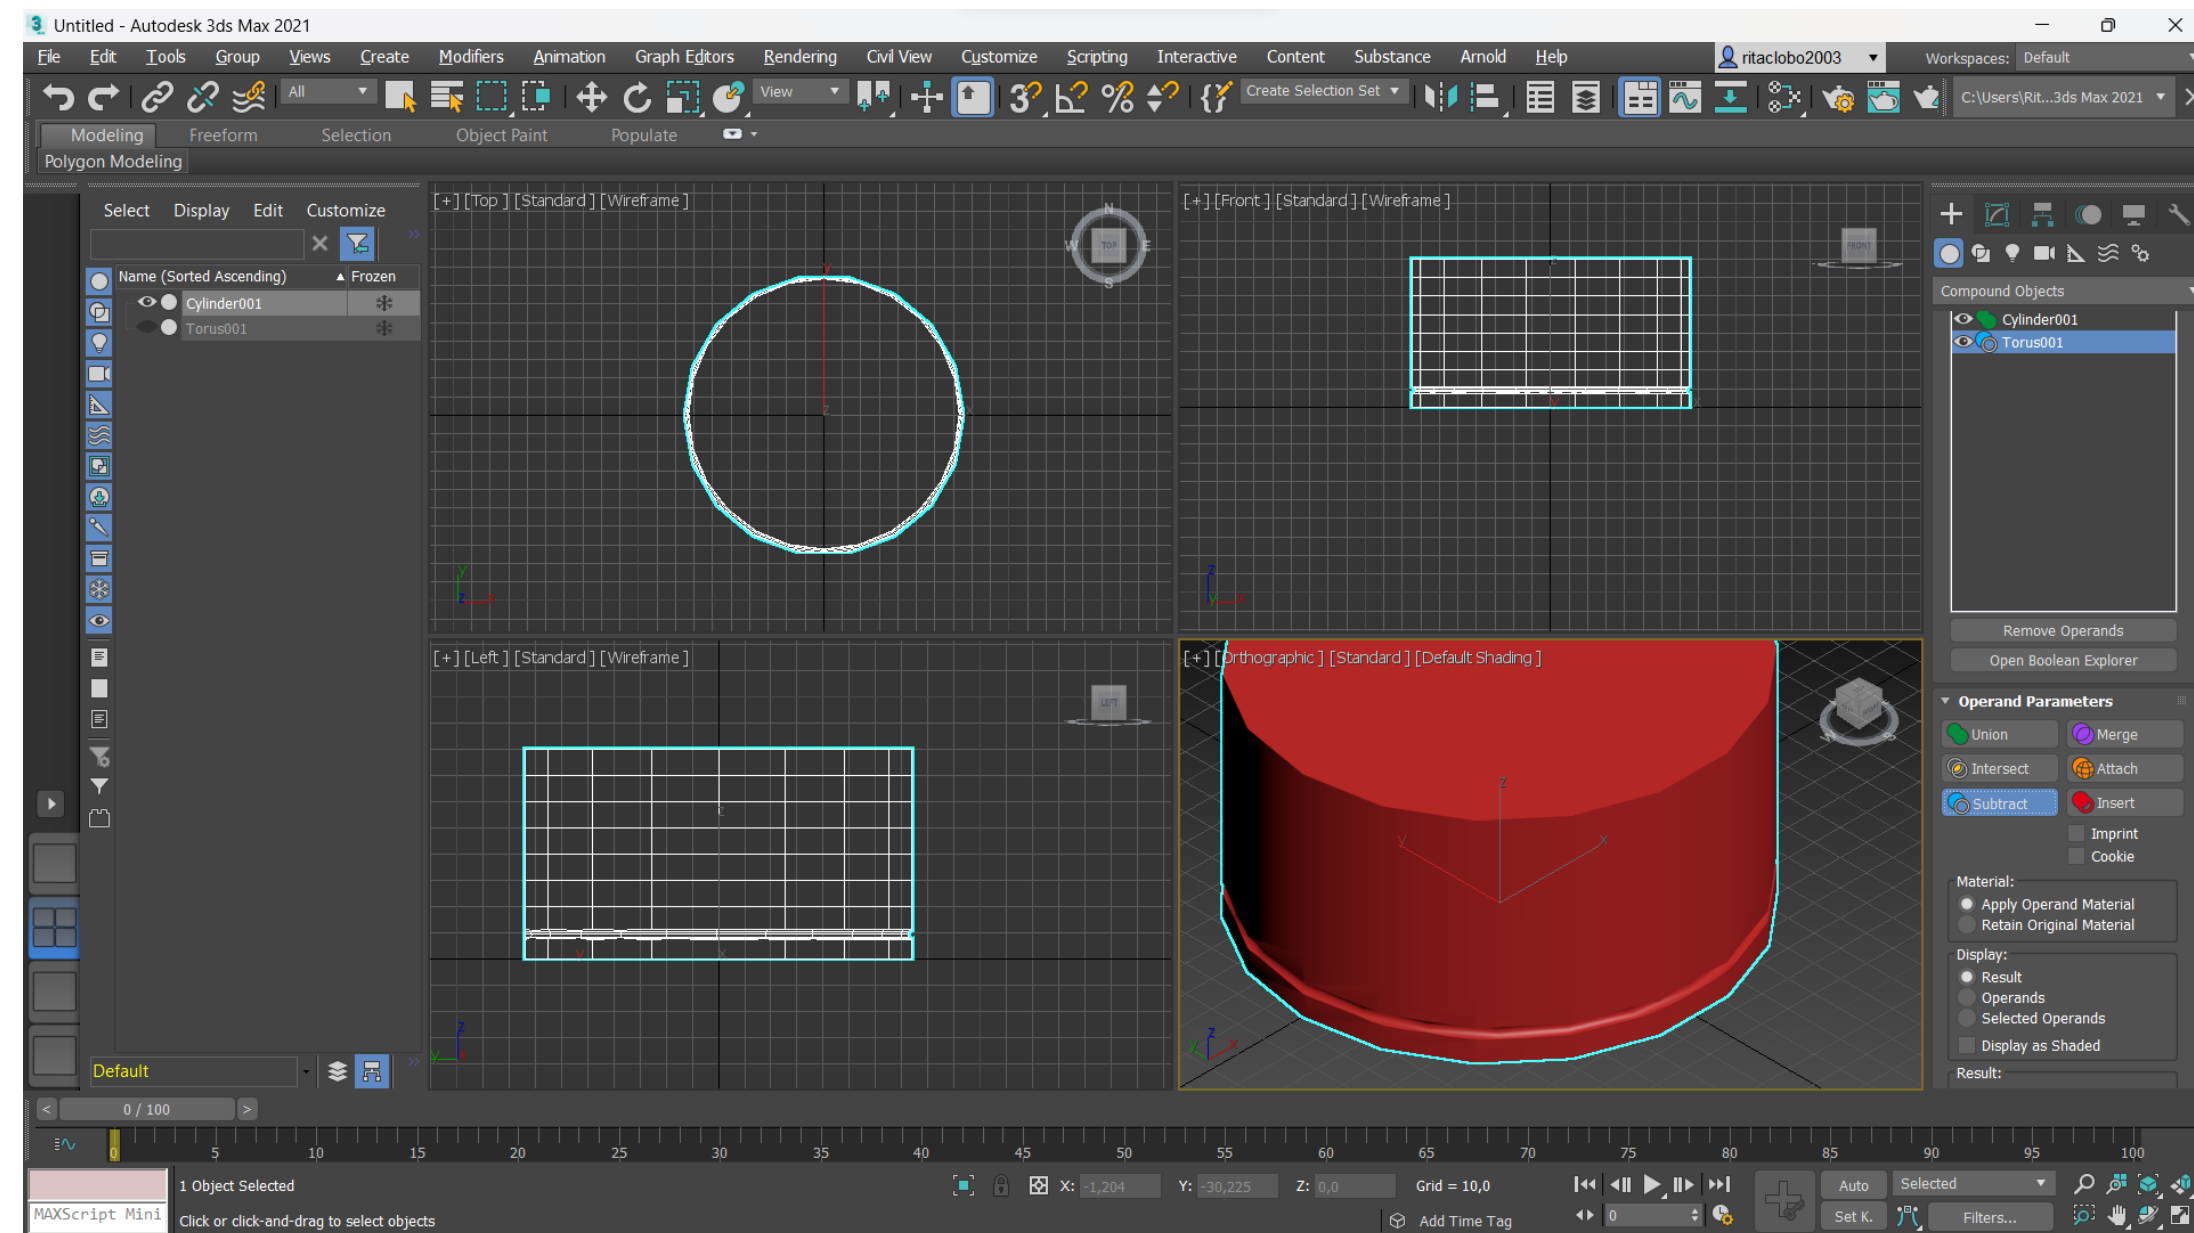 Untitled - Autodesk 3ds Max 2021
File Edit Tools Group Views Create Modifiers Animation Graph Editors Rendering Civil View Customize Scripting Interactive Content Substance Arnold Help ritaclobo2003 Workspaces: Default
All View Create Selection Set C:\Users\Rit...3ds Max 2021
Modeling Freeform Selection Object Paint Populate
Polygon Modeling
Select Display Edit Customize
Name (Sorted Ascending) Frozen
Cylinder001
Torus001
Default
[+] [Top ] [Standard ] [Wireframe ]
N
W TOP E
S
y
z x
y
z x
[+] [Front ] [Standard ] [Wireframe ]
FRONT
z
y x
z
y x
[+] [Left ] [Standard ] [Wireframe ]
LEFT
z
y x
z
y x
[+] [Orthographic ] [Standard ] [Default Shading ]
z
y x
z
y x
Compound Objects
Cylinder001
Torus001
Remove Operands
Open Boolean Explorer
Operand Parameters
Union Merge
Intersect Attach
Subtract Insert
Imprint
Cookie
Material:
Apply Operand Material
Retain Original Material
Display:
Result
Operands
Selected Operands
Display as Shaded
Result:
< 0 / 100 >
0 5 10 15 20 25 30 35 40 45 50 55 60 65 70 75 80 85 90 95 100
1 Object Selected X: -1,204 Y: -30,225 Z: 0,0 Grid = 10,0 Auto Selected
MAXScript Mini Click or click-and-drag to select objects Add Time Tag 0 Set K. Filters...